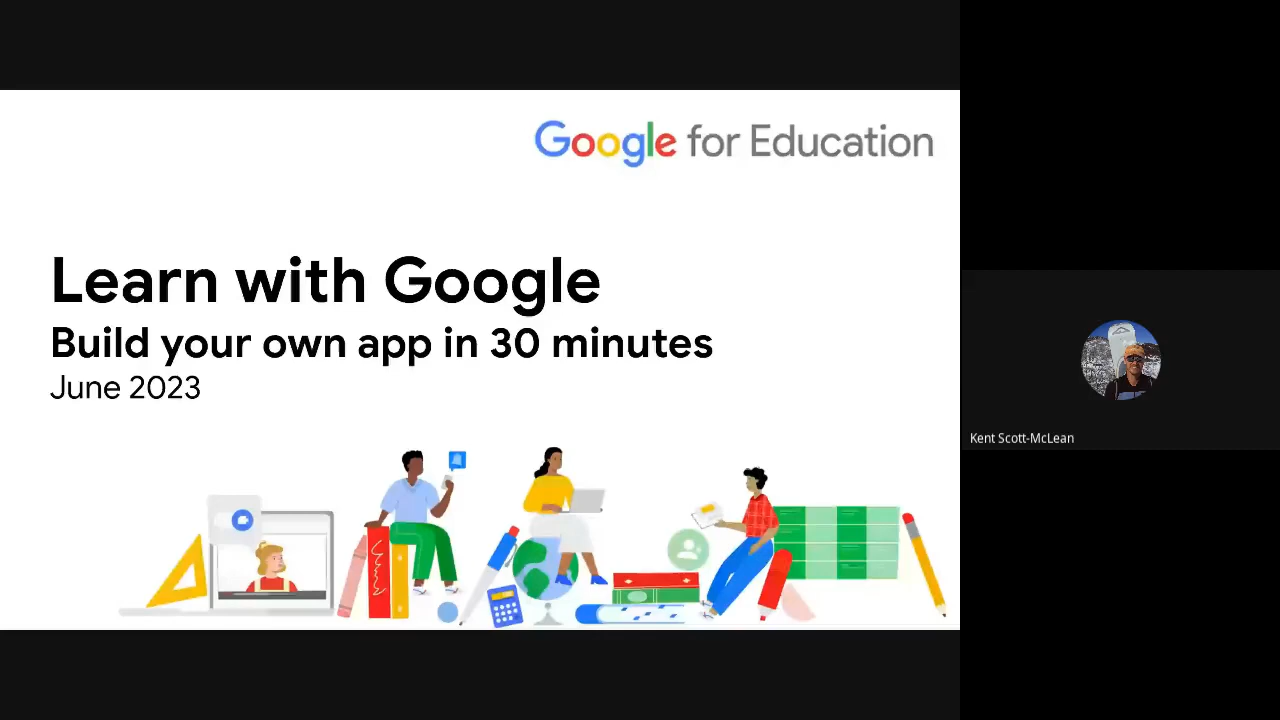 Google for Education
Learn with Google
Build your own app in 30 minutes
June 2023
Kent Scott-McLean